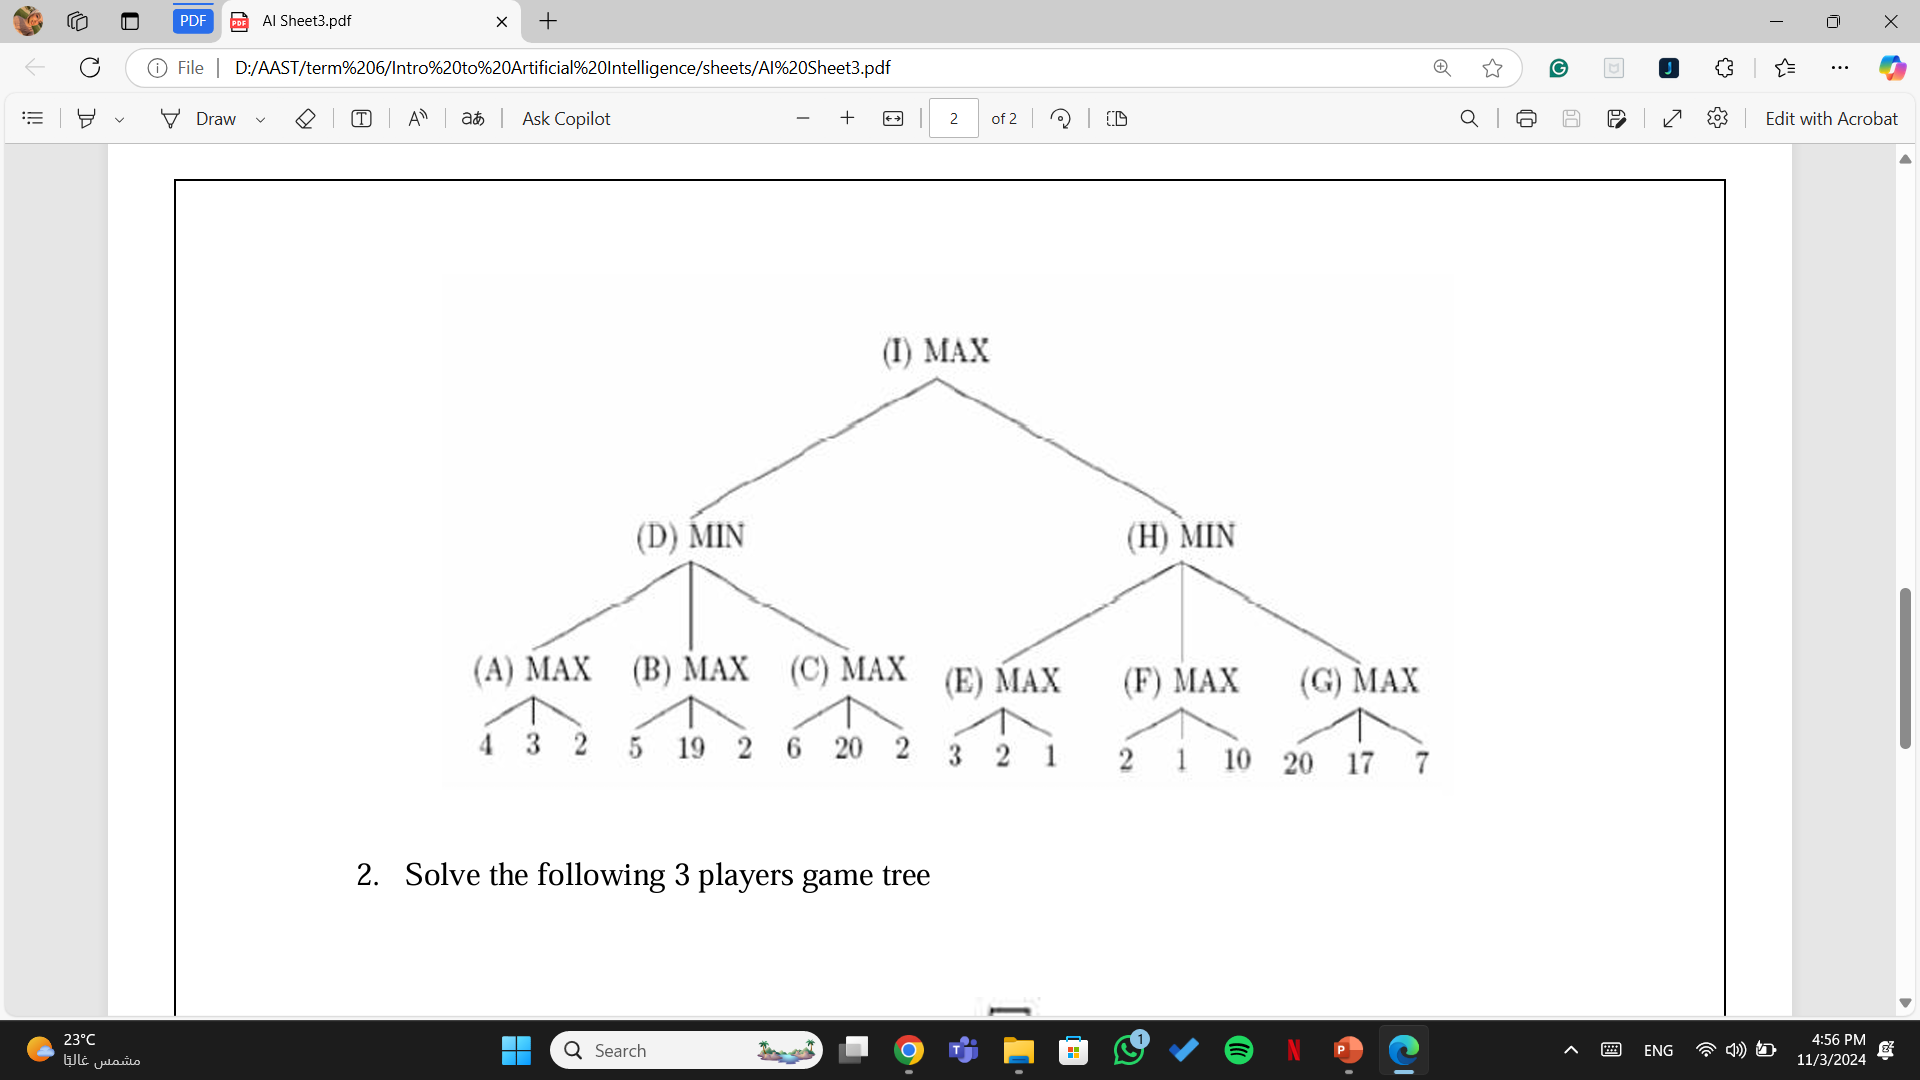 PDF
AI Sheet3.pdf
File
D:/AAST/term%206/Intro%20to%20Artificial%20Intelligence/sheets/AI%20Sheet3.pdf
Draw
Ask Copilot
2
of 2
Edit with Acrobat
(I) MAX
(D) MIN
(H) MIN
(A) MAX
(B) MAX
(C) MAX
(E) MAX
(F) MAX
(G) MAX
4 3 2
5 19 2
6 20 2
3 2 1
2 1 10
20 17 7
2. Solve the following 3 players game tree
23°C
مشمس غالبًا
Search
1
ENG
4:56 PM
11/3/2024